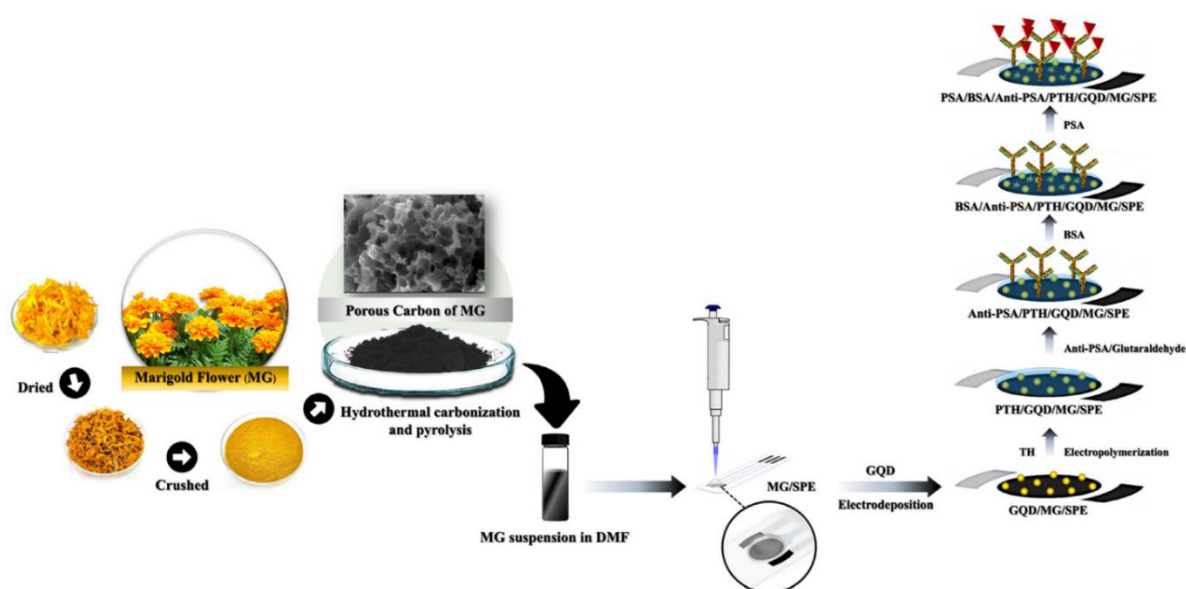 Porous Carbon of MG
Marigold Flower (MG)
Dried
Crushed
Hydrothermal carbonization
and pyrolysis
MG suspension in DMF
MG/SPE
GQD
Electrodeposition
GQD/MG/SPE
TH
Electropolymerization
PTH/GQD/MG/SPE
Anti-PSA/Glutaraldehyde
Anti-PSA/PTH/GQD/MG/SPE
BSA
BSA/Anti-PSA/PTH/GQD/MG/SPE
PSA
PSA/BSA/Anti-PSA/PTH/GQD/MG/SPE